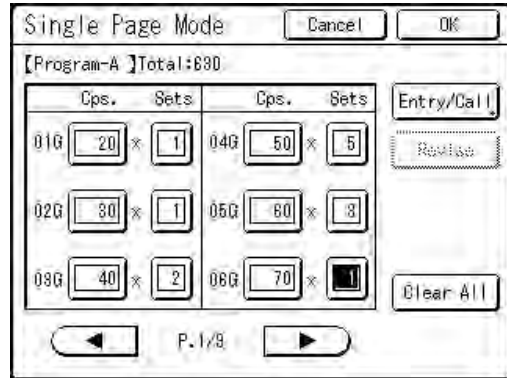 Single Page Mode Cancel OK
【Program-A 】Total:630
Cps. Sets Cps. Sets Entry/Call
01G 20 × 1 04G 50 × 5 Revise
02G 30 × 1 05G 60 × 3
03G 40 × 2 06G 70 × 1
Clear All
◄ P.1/9 ►